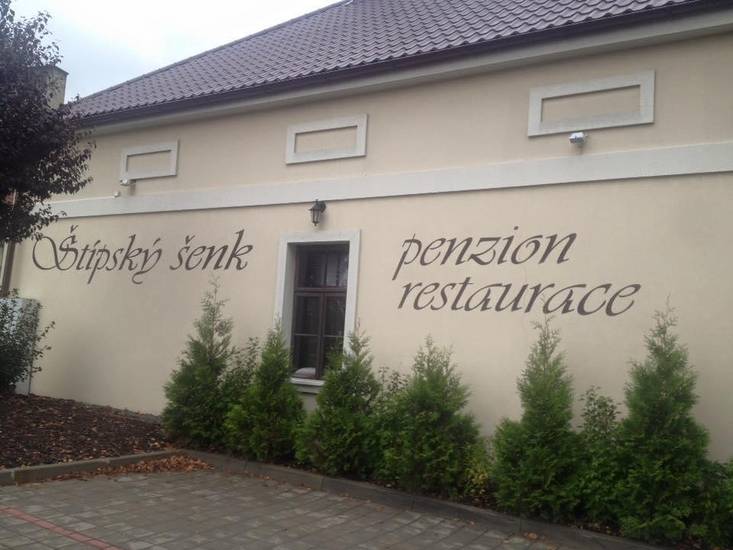 Štípský šenk
penzion
restaurace